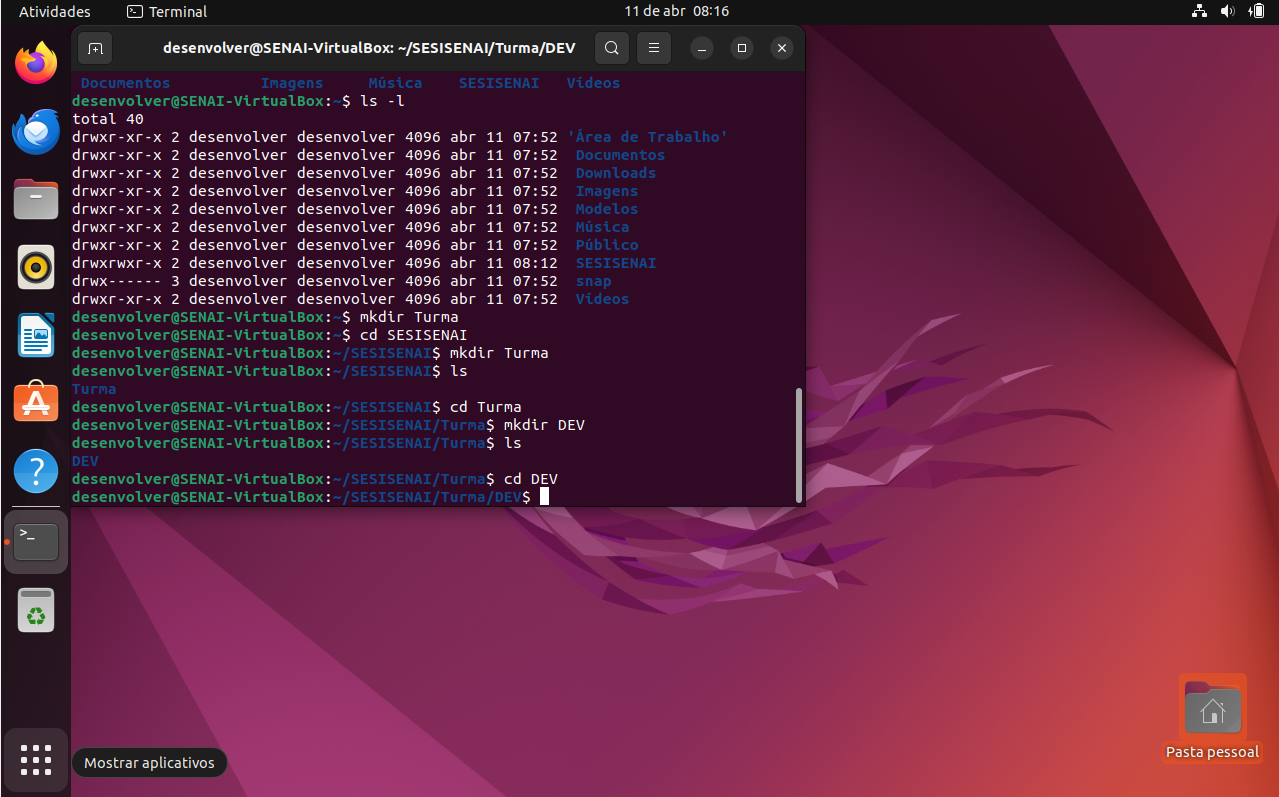 Atividades
Terminal
11 de abr 08:16
desenvolver@SENAI-VirtualBox: ~/SESISENAI/Turma/DEV
Documentos Imagens Música SESISENAI Vídeos
desenvolver@SENAI-VirtualBox:~$ ls -l
total 40
drwxr-xr-x 2 desenvolver desenvolver 4096 abr 11 07:52 'Área de Trabalho'
drwxr-xr-x 2 desenvolver desenvolver 4096 abr 11 07:52 Documentos
drwxr-xr-x 2 desenvolver desenvolver 4096 abr 11 07:52 Downloads
drwxr-xr-x 2 desenvolver desenvolver 4096 abr 11 07:52 Imagens
drwxr-xr-x 2 desenvolver desenvolver 4096 abr 11 07:52 Modelos
drwxr-xr-x 2 desenvolver desenvolver 4096 abr 11 07:52 Música
drwxr-xr-x 2 desenvolver desenvolver 4096 abr 11 07:52 Público
drwxrwxr-x 2 desenvolver desenvolver 4096 abr 11 08:12 SESISENAI
drwx------ 3 desenvolver desenvolver 4096 abr 11 07:52 snap
drwxr-xr-x 2 desenvolver desenvolver 4096 abr 11 07:52 Vídeos
desenvolver@SENAI-VirtualBox:~$ mkdir Turma
desenvolver@SENAI-VirtualBox:~$ cd SESISENAI
desenvolver@SENAI-VirtualBox:~/SESISENAI$ mkdir Turma
desenvolver@SENAI-VirtualBox:~/SESISENAI$ ls
Turma
desenvolver@SENAI-VirtualBox:~/SESISENAI$ cd Turma
desenvolver@SENAI-VirtualBox:~/SESISENAI/Turma$ mkdir DEV
desenvolver@SENAI-VirtualBox:~/SESISENAI/Turma$ ls
DEV
desenvolver@SENAI-VirtualBox:~/SESISENAI/Turma$ cd DEV
desenvolver@SENAI-VirtualBox:~/SESISENAI/Turma/DEV$
Pasta pessoal
Mostrar aplicativos